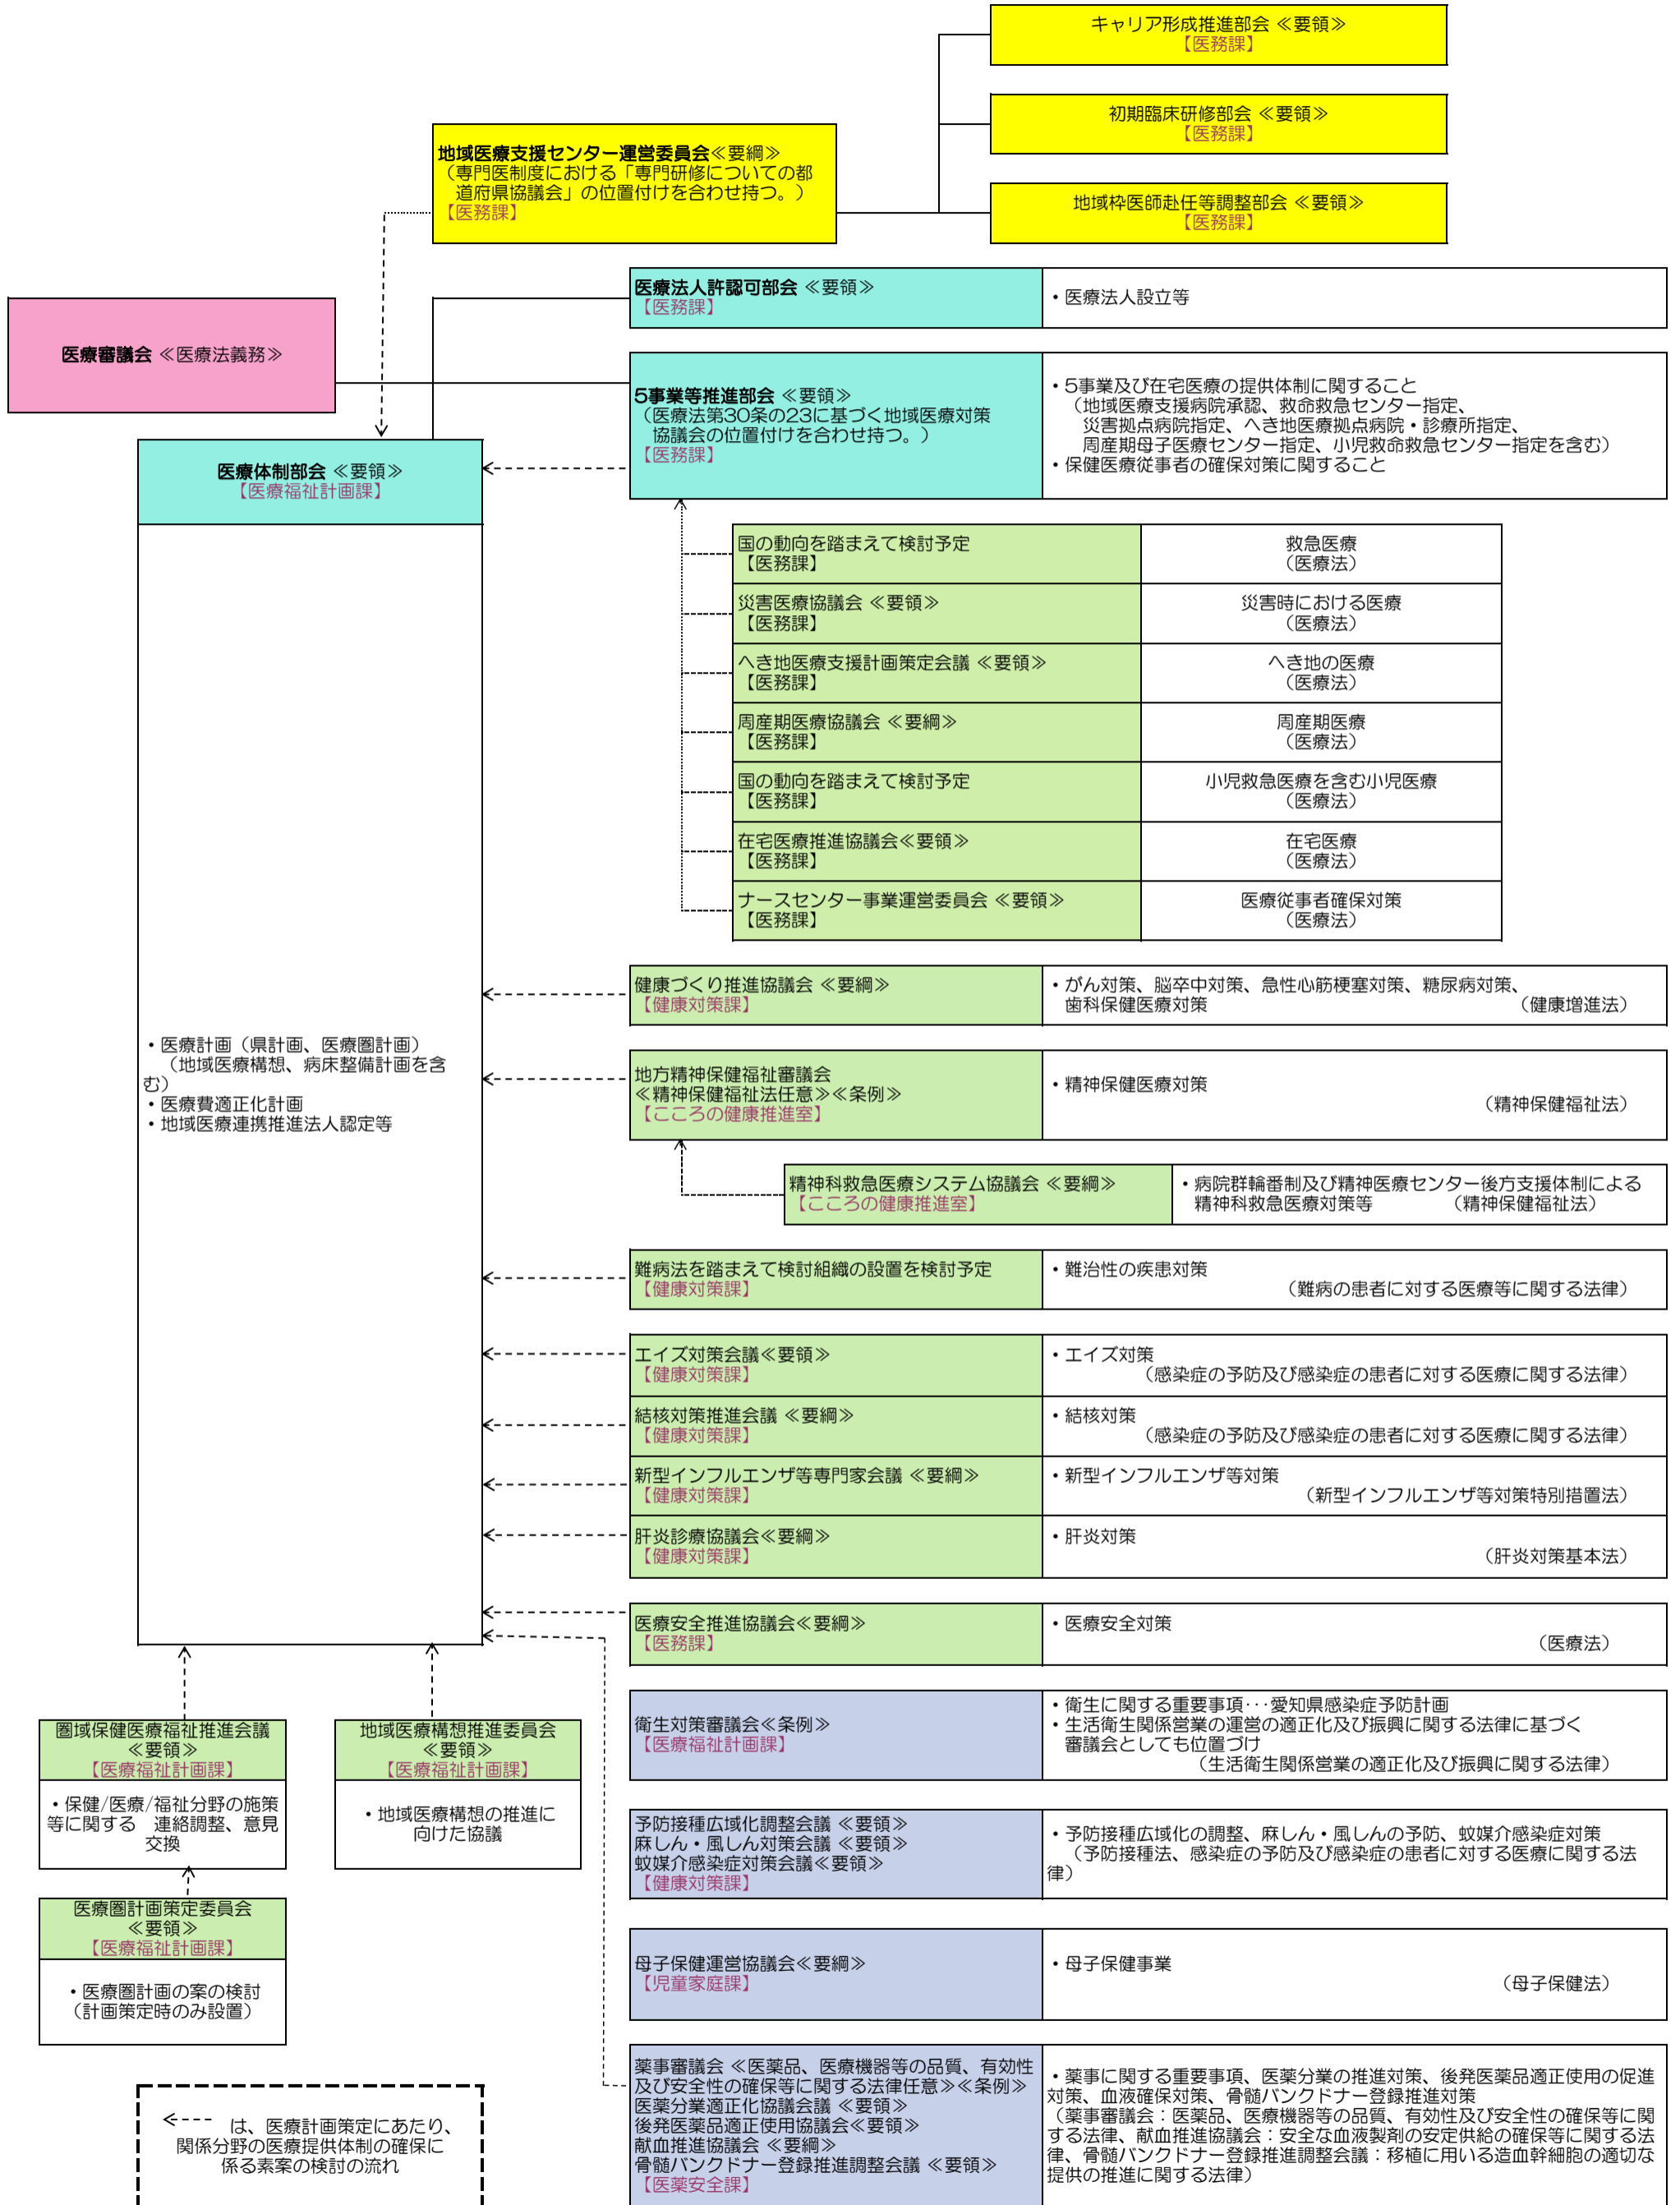 キャリア形成推進部会 ≪要領≫
【医務課】
初期臨床研修部会 ≪要領≫
【医務課】
地域医療支援センター運営委員会≪要綱≫
（専門医制度における「専門研修についての都
道府県協議会」の位置付けを合わせ持つ。）
【医務課】
地域枠医師赴任等調整部会 ≪要領≫
【医務課】
医療法人許認可部会 ≪要領≫
【医務課】
・医療法人設立等
医療審議会 ≪医療法義務≫
5事業等推進部会 ≪要領≫
（医療法第30条の23に基づく地域医療対策
協議会の位置付けを合わせ持つ。）
【医務課】
・5事業及び在宅医療の提供体制に関すること
（地域医療支援病院承認、救命救急センター指定、
災害拠点病院指定、へき地医療拠点病院・診療所指定、
周産期母子医療センター指定、小児救命救急センター指定を含む）
・保健医療従事者の確保対策に関すること
医療体制部会 ≪要領≫
【医療福祉計画課】
・医療計画（県計画、医療圏計画）
（地域医療構想、病床整備計画を含
む）
・医療費適正化計画
・地域医療連携推進法人認定等
国の動向を踏まえて検討予定
【医務課】
救急医療
（医療法）
災害医療協議会 ≪要領≫
【医務課】
災害時における医療
（医療法）
へき地医療支援計画策定会議 ≪要領≫
【医務課】
へき地の医療
（医療法）
周産期医療協議会 ≪要綱≫
【医務課】
周産期医療
（医療法）
国の動向を踏まえて検討予定
【医務課】
小児救急医療を含む小児医療
（医療法）
在宅医療推進協議会≪要領≫
【医務課】
在宅医療
（医療法）
ナースセンター事業運営委員会 ≪要領≫
【医務課】
医療従事者確保対策
（医療法）
健康づくり推進協議会 ≪要綱≫
【健康対策課】
・がん対策、脳卒中対策、急性心筋梗塞対策、糖尿病対策、
歯科保健医療対策 （健康増進法）
地方精神保健福祉審議会
≪精神保健福祉法任意≫≪条例≫
【こころの健康推進室】
・精神保健医療対策
（精神保健福祉法）
精神科救急医療システム協議会 ≪要綱≫
【こころの健康推進室】
・病院群輪番制及び精神医療センター後方支援体制による
精神科救急医療対策等 （精神保健福祉法）
難病法を踏まえて検討組織の設置を検討予定
【健康対策課】
・難治性の疾患対策
（難病の患者に対する医療等に関する法律）
エイズ対策会議≪要領≫
【健康対策課】
・エイズ対策
（感染症の予防及び感染症の患者に対する医療に関する法律）
結核対策推進会議 ≪要綱≫
【健康対策課】
・結核対策
（感染症の予防及び感染症の患者に対する医療に関する法律）
新型インフルエンザ等専門家会議 ≪要綱≫
【健康対策課】
・新型インフルエンザ等対策
（新型インフルエンザ等対策特別措置法）
肝炎診療協議会≪要綱≫
【健康対策課】
・肝炎対策
（肝炎対策基本法）
医療安全推進協議会≪要綱≫
【医務課】
・医療安全対策
（医療法）
圏域保健医療福祉推進会議
≪要領≫
【医療福祉計画課】
・保健/医療/福祉分野の施策
等に関する 連絡調整、意見
交換
地域医療構想推進委員会
≪要領≫
【医療福祉計画課】
・地域医療構想の推進に
向けた協議
衛生対策審議会≪条例≫
【医療福祉計画課】
・衛生に関する重要事項･･･愛知県感染症予防計画
・生活衛生関係営業の運営の適正化及び振興に関する法律に基づく
審議会としても位置づけ
（生活衛生関係営業の適正化及び振興に関する法律）
予防接種広域化調整会議 ≪要領≫
麻しん・風しん対策会議 ≪要領≫
蚊媒介感染症対策会議≪要領≫
【健康対策課】
・予防接種広域化の調整、麻しん・風しんの予防、蚊媒介感染症対策
（予防接種法、感染症の予防及び感染症の患者に対する医療に関する法
律）
医療圏計画策定委員会
≪要領≫
【医療福祉計画課】
・医療圏計画の案の検討
（計画策定時のみ設置）
母子保健運営協議会≪要綱≫
【児童家庭課】
・母子保健事業
（母子保健法）
薬事審議会 ≪医薬品、医療機器等の品質、有効性
及び安全性の確保等に関する法律任意≫≪条例≫
医薬分業適正化協議会議 ≪要領≫
後発医薬品適正使用協議会≪要領≫
献血推進協議会 ≪要綱≫
骨髄バンクドナー登録推進調整会議 ≪要領≫
【医薬安全課】
・薬事に関する重要事項、医薬分業の推進対策、後発医薬品適正使用の促進
対策、血液確保対策、骨髄バンクドナー登録推進対策
（薬事審議会：医薬品、医療機器等の品質、有効性及び安全性の確保等に関
する法律、献血推進協議会：安全な血液製剤の安定供給の確保等に関する法
律、骨髄バンクドナー登録推進調整会議：移植に用いる造血幹細胞の適切な
提供の推進に関する法律）
は、医療計画策定にあたり、
関係分野の医療提供体制の確保に
係る素案の検討の流れ